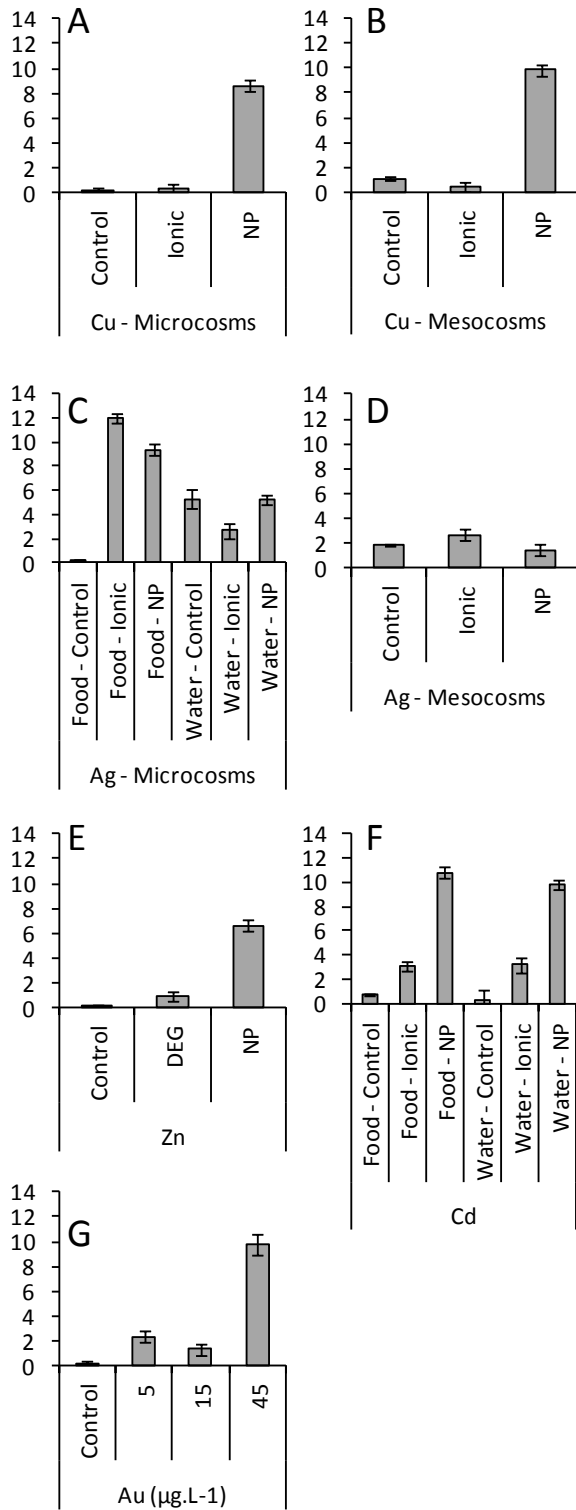 A
14
12
10
8
6
4
2
0
Control
Ionic
NP
Cu - Microcosms
B
14
12
10
8
6
4
2
0
Control
Ionic
NP
Cu - Mesocosms
C
14
12
10
8
6
4
2
0
Food - Control
Food - Ionic
Food - NP
Water - Control
Water - Ionic
Water - NP
Ag - Microcosms
D
14
12
10
8
6
4
2
0
Control
Ionic
NP
Ag - Mesocosms
E
14
12
10
8
6
4
2
0
Control
DEG
NP
Zn
F
14
12
10
8
6
4
2
0
Food - Control
Food - Ionic
Food - NP
Water - Control
Water - Ionic
Water - NP
Cd
G
14
12
10
8
6
4
2
0
Control
5
15
45
Au (µg.L-1)